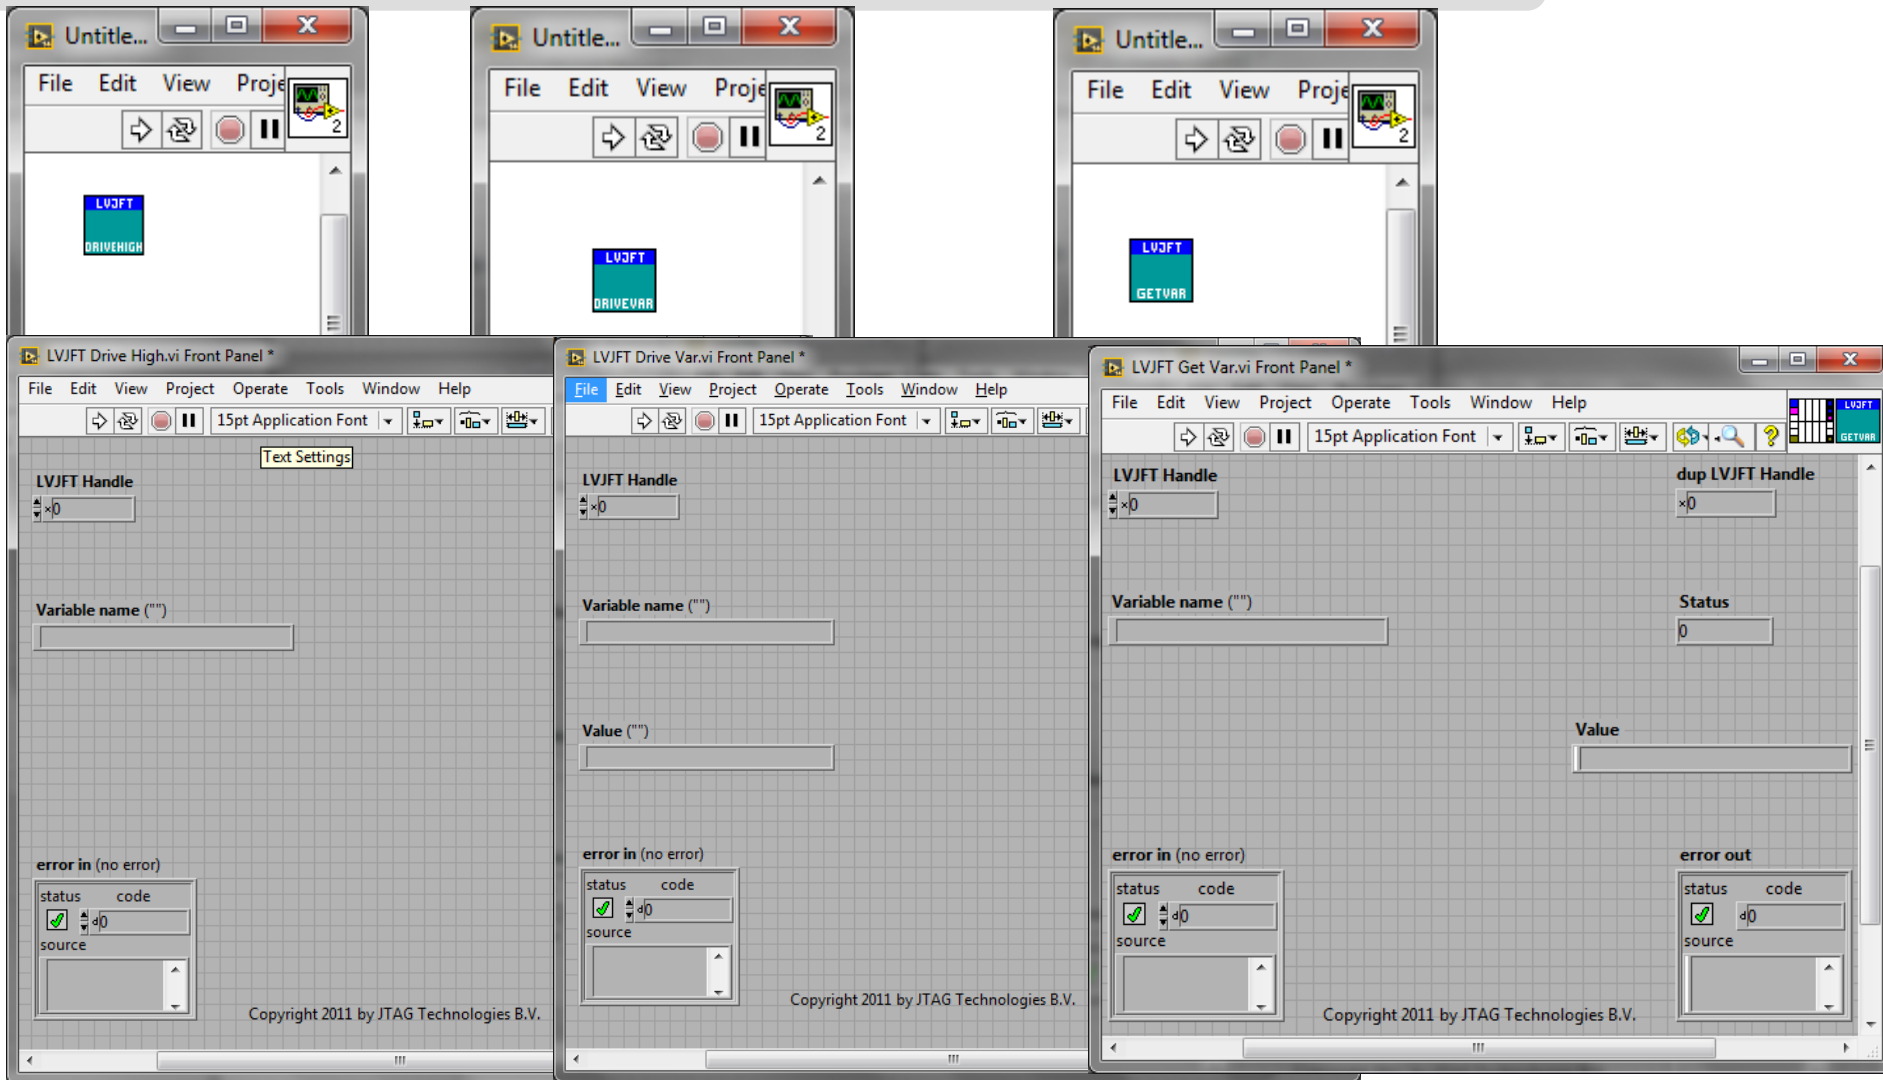 Untitle...
File Edit View Proje
2
LVJFT
DRIVEHIGH
Untitle...
File Edit View Proje
2
LVJFT
DRIVEVAR
Untitle...
File Edit View Proje
2
LVJFT
GETVAR
LVJFT Drive High.vi Front Panel *
File Edit View Project Operate Tools Window Help
15pt Application Font
Text Settings
LVJFT Handle
×0
Variable name ("")
error in (no error)
status code
d0
source
Copyright 2011 by JTAG Technologies B.V.
LVJFT Drive Var.vi Front Panel *
File Edit View Project Operate Tools Window Help
15pt Application Font
LVJFT Handle
×0
Variable name ("")
Value ("")
error in (no error)
status code
d0
source
Copyright 2011 by JTAG Technologies B.V.
LVJFT Get Var.vi Front Panel *
File Edit View Project Operate Tools Window Help
15pt Application Font
?
LVJFT
GETVAR
LVJFT Handle
×0
dup LVJFT Handle
×0
Variable name ("")
Status
0
Value
error in (no error)
status code
d0
source
error out
status code
d0
source
Copyright 2011 by JTAG Technologies B.V.